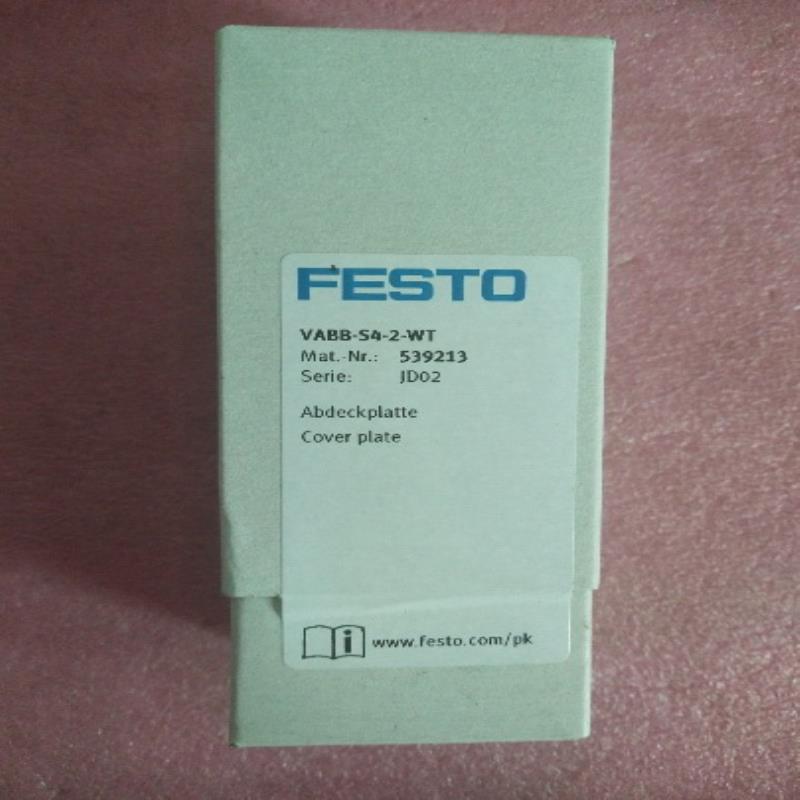 FESTO
VABB-S4-2-WT
Mat.-Nr.: 539213
Serie: JD02
Abdeckplatte
Cover plate
i www.festo.com/pk